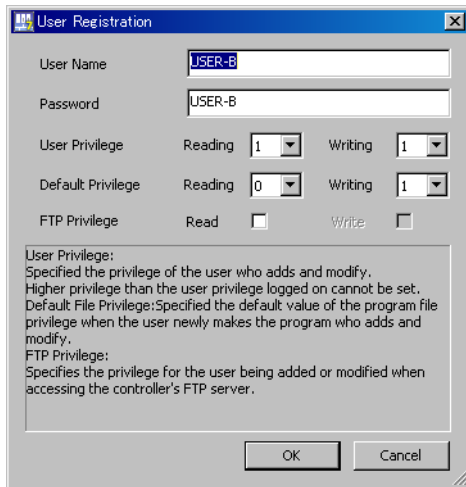 User Registration
User Name USER-B
Password USER-B
User Privilege Reading 1 Writing 1
Default Privilege Reading 0 Writing 1
FTP Privilege Read Write
User Privilege:
Specified the privilege of the user who adds and modify.
Higher privilege than the user privilege logged on cannot be set.
Default File Privilege:Specified the default value of the program file
privilege when the user newly makes the program who adds and
modify.
FTP Privilege:
Specifies the privilege for the user being added or modified when
accessing the controller's FTP server.
OK Cancel